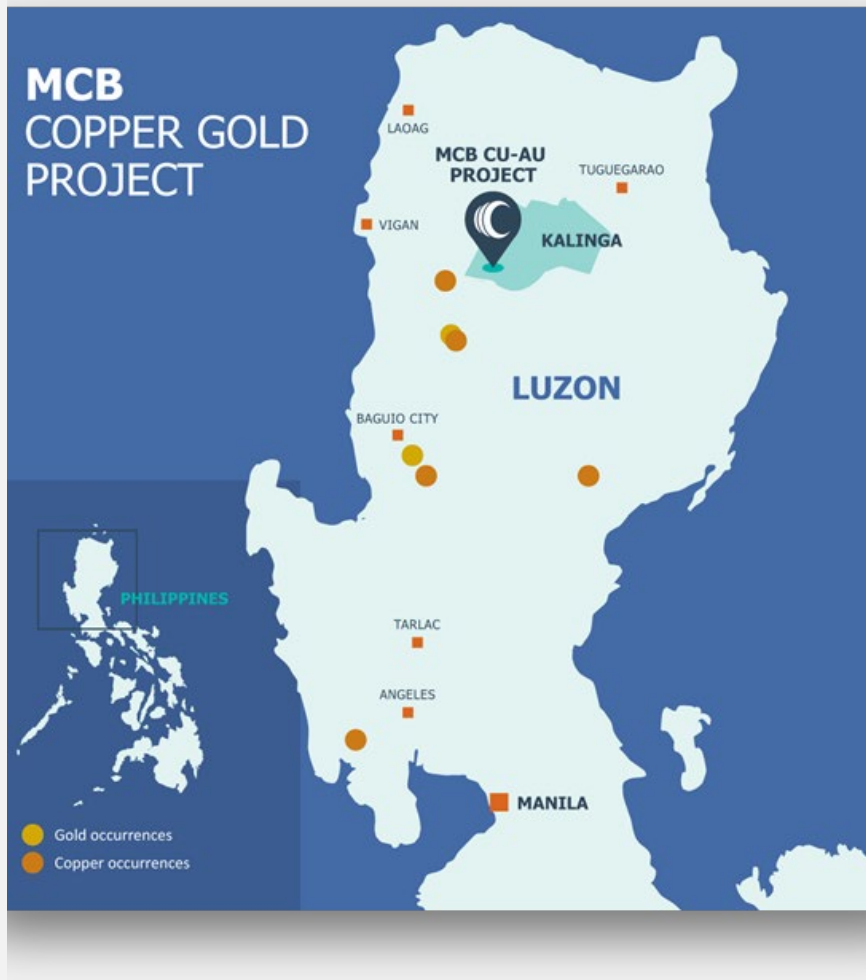 MCB
COPPER GOLD
PROJECT
LAOAG
MCB CU-AU
PROJECT
TUGUEGARAO
VIGAN
KALINGA
LUZON
BAGUIO CITY
PHILIPPINES
TARLAC
ANGELES
MANILA
Gold occurrences
Copper occurrences